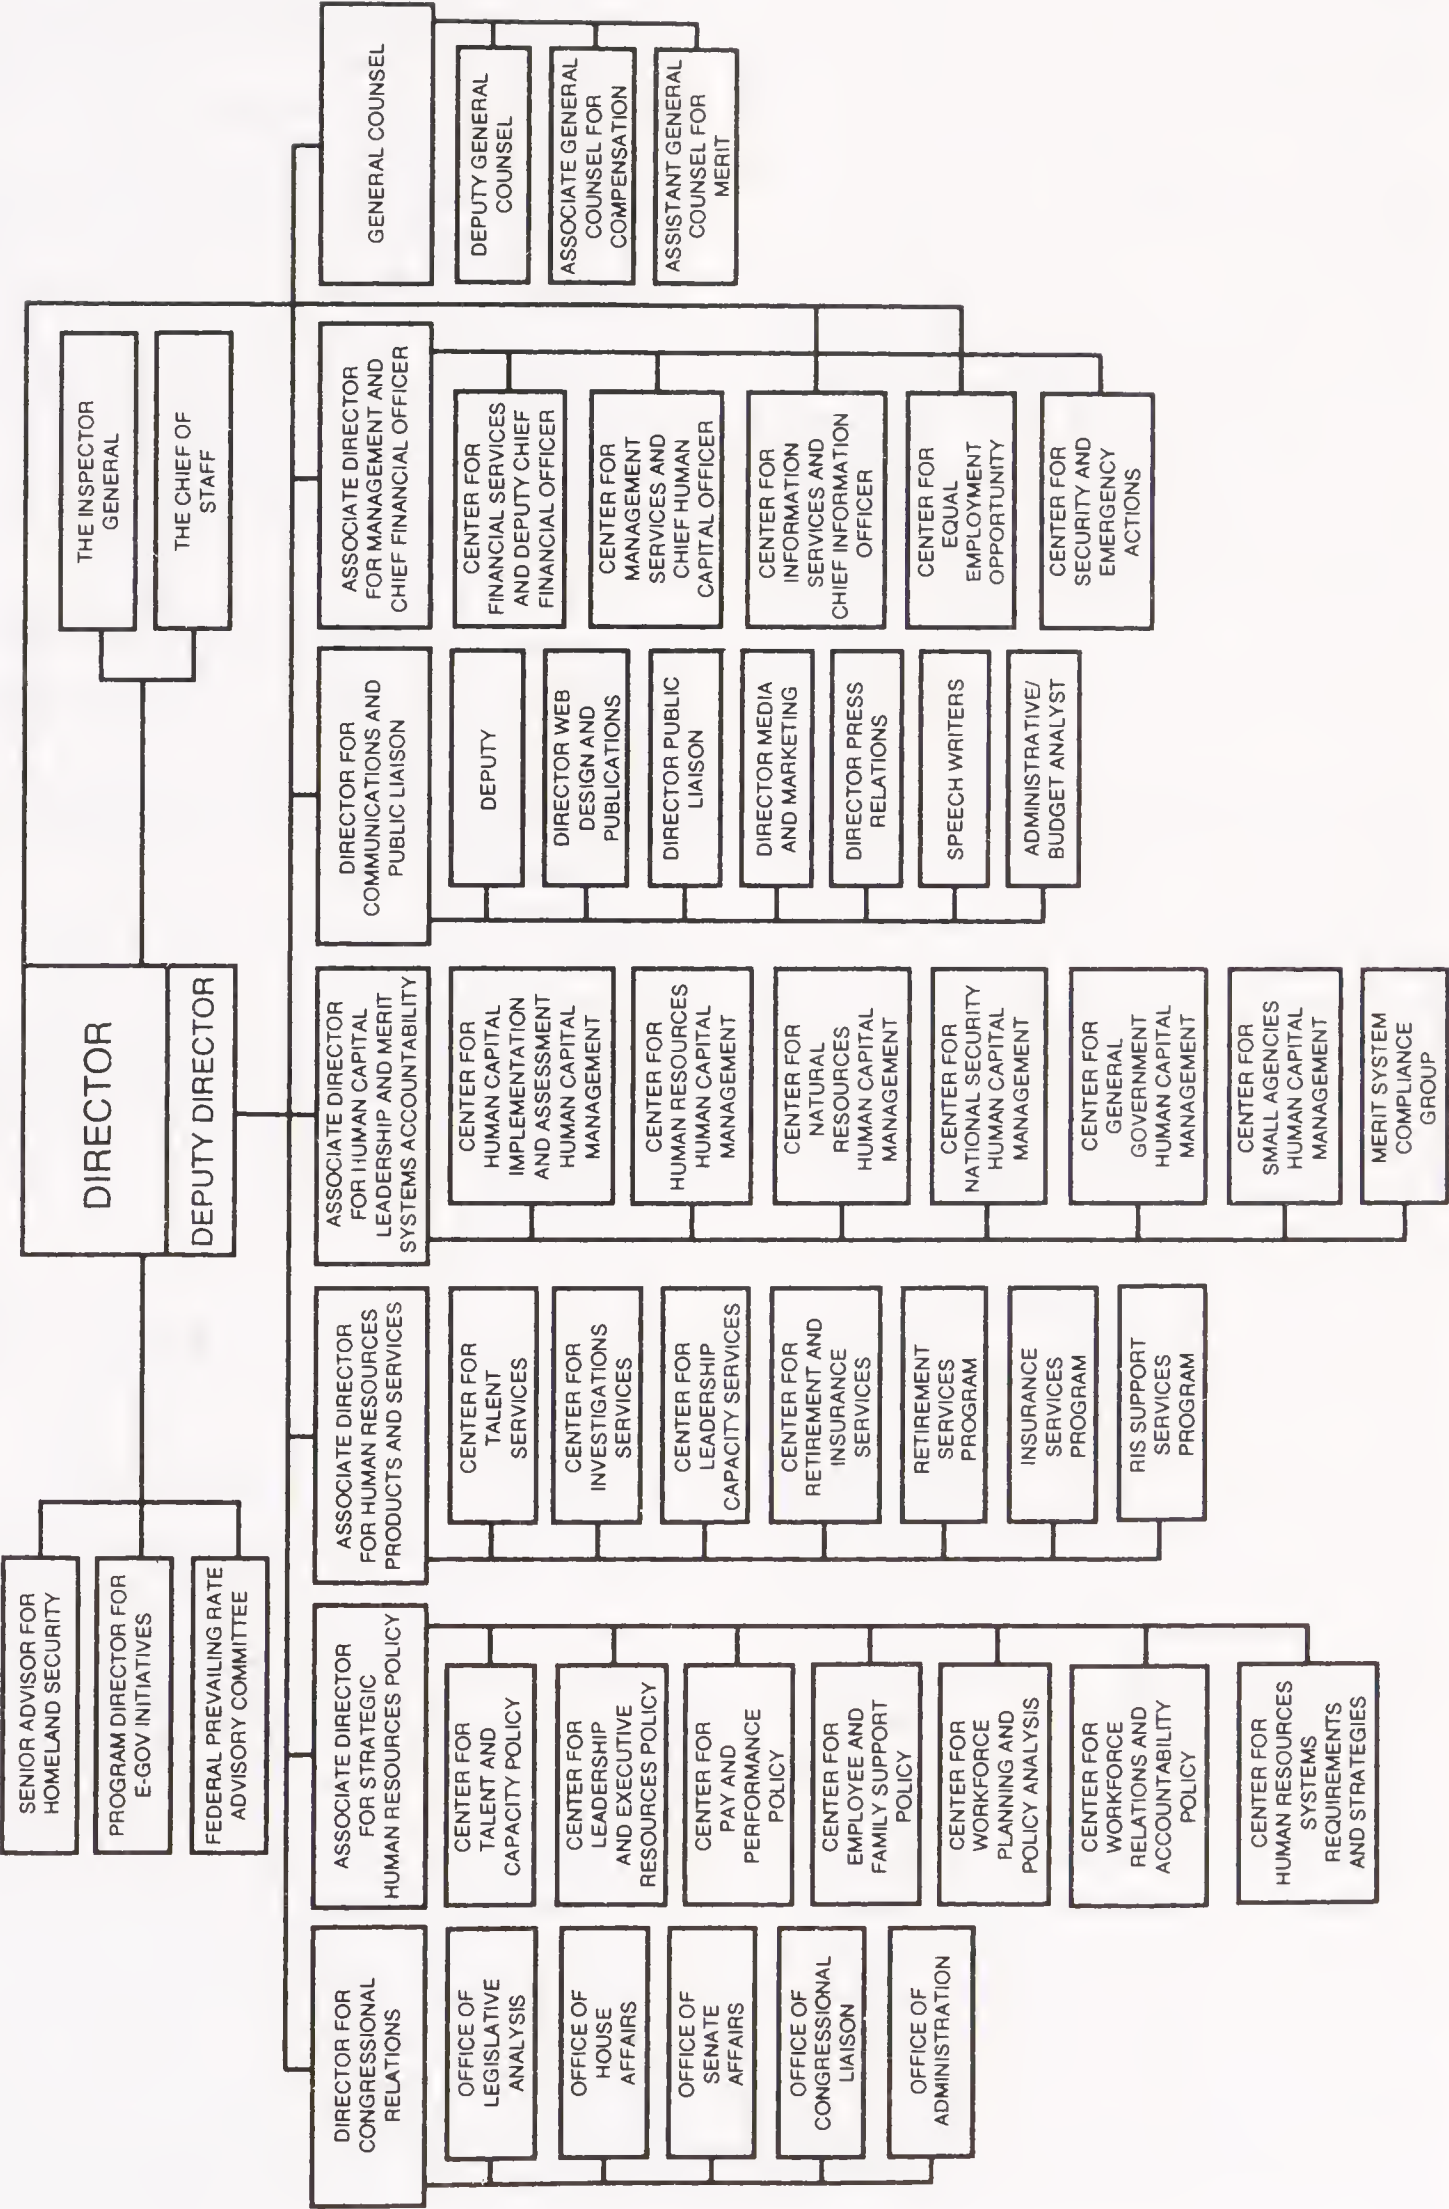 DIRECTOR
DEPUTY DIRECTOR
SENIOR ADVISOR FOR
HOMELAND SECURITY
PROGRAM DIRECTOR FOR
E-GOV INITIATIVES
FEDERAL PREVAILING RATE
ADVISORY COMMITTEE
THE INSPECTOR
GENERAL
THE CHIEF OF
STAFF
DIRECTOR FOR
CONGRESSIONAL
RELATIONS
OFFICE OF
LEGISLATIVE
ANALYSIS
OFFICE OF
HOUSE
AFFAIRS
OFFICE OF
SENATE
AFFAIRS
OFFICE OF
CONGRESSIONAL
LIAISON
OFFICE OF
ADMINISTRATION
ASSOCIATE DIRECTOR
FOR STRATEGIC
HUMAN RESOURCES POLICY
CENTER FOR
TALENT AND
CAPACITY POLICY
CENTER FOR
LEADERSHIP
AND EXECUTIVE
RESOURCES POLICY
CENTER FOR
PAY AND
PERFORMANCE
POLICY
CENTER FOR
EMPLOYEE AND
FAMILY SUPPORT
POLICY
CENTER FOR
WORKFORCE
PLANNING AND
POLICY ANALYSIS
CENTER FOR
WORKFORCE
RELATIONS AND
ACCOUNTABILITY
POLICY
CENTER FOR
HUMAN RESOURCES
SYSTEMS
REQUIREMENTS
AND STRATEGIES
ASSOCIATE DIRECTOR
FOR HUMAN RESOURCES
PRODUCTS AND SERVICES
CENTER FOR
TALENT
SERVICES
CENTER FOR
INVESTIGATIONS
SERVICES
CENTER FOR
LEADERSHIP
CAPACITY SERVICES
CENTER FOR
RETIREMENT AND
INSURANCE
SERVICES
RETIREMENT
SERVICES
PROGRAM
INSURANCE
SERVICES
PROGRAM
RIS SUPPORT
SERVICES
PROGRAM
ASSOCIATE DIRECTOR
FOR HUMAN CAPITAL
LEADERSHIP AND MERIT
SYSTEMS ACCOUNTABILITY
CENTER FOR
HUMAN CAPITAL
IMPLEMENTATION
AND ASSESSMENT
HUMAN CAPITAL
MANAGEMENT
CENTER FOR
HUMAN RESOURCES
HUMAN CAPITAL
MANAGEMENT
CENTER FOR
NATURAL
RESOURCES
HUMAN CAPITAL
MANAGEMENT
CENTER FOR
NATIONAL SECURITY
HUMAN CAPITAL
MANAGEMENT
CENTER FOR
GENERAL
GOVERNMENT
HUMAN CAPITAL
MANAGEMENT
CENTER FOR
SMALL AGENCIES
HUMAN CAPITAL
MANAGEMENT
MERIT SYSTEM
COMPLIANCE
GROUP
DIRECTOR FOR
COMMUNICATIONS AND
PUBLIC LIAISON
DEPUTY
DIRECTOR WEB
DESIGN AND
PUBLICATIONS
DIRECTOR PUBLIC
LIAISON
DIRECTOR MEDIA
AND MARKETING
DIRECTOR PRESS
RELATIONS
SPEECH WRITERS
ADMINISTRATIVE/
BUDGET ANALYST
ASSOCIATE DIRECTOR
FOR MANAGEMENT AND
CHIEF FINANCIAL OFFICER
CENTER FOR
FINANCIAL SERVICES
AND DEPUTY CHIEF
FINANCIAL OFFICER
CENTER FOR
MANAGEMENT
SERVICES AND
CHIEF HUMAN
CAPITAL OFFICER
CENTER FOR
INFORMATION
SERVICES AND
CHIEF INFORMATION
OFFICER
CENTER FOR
EQUAL
EMPLOYMENT
OPPORTUNITY
CENTER FOR
SECURITY AND
EMERGENCY
ACTIONS
GENERAL COUNSEL
DEPUTY GENERAL
COUNSEL
ASSOCIATE GENERAL
COUNSEL FOR
COMPENSATION
ASSISTANT GENERAL
COUNSEL FOR
MERIT